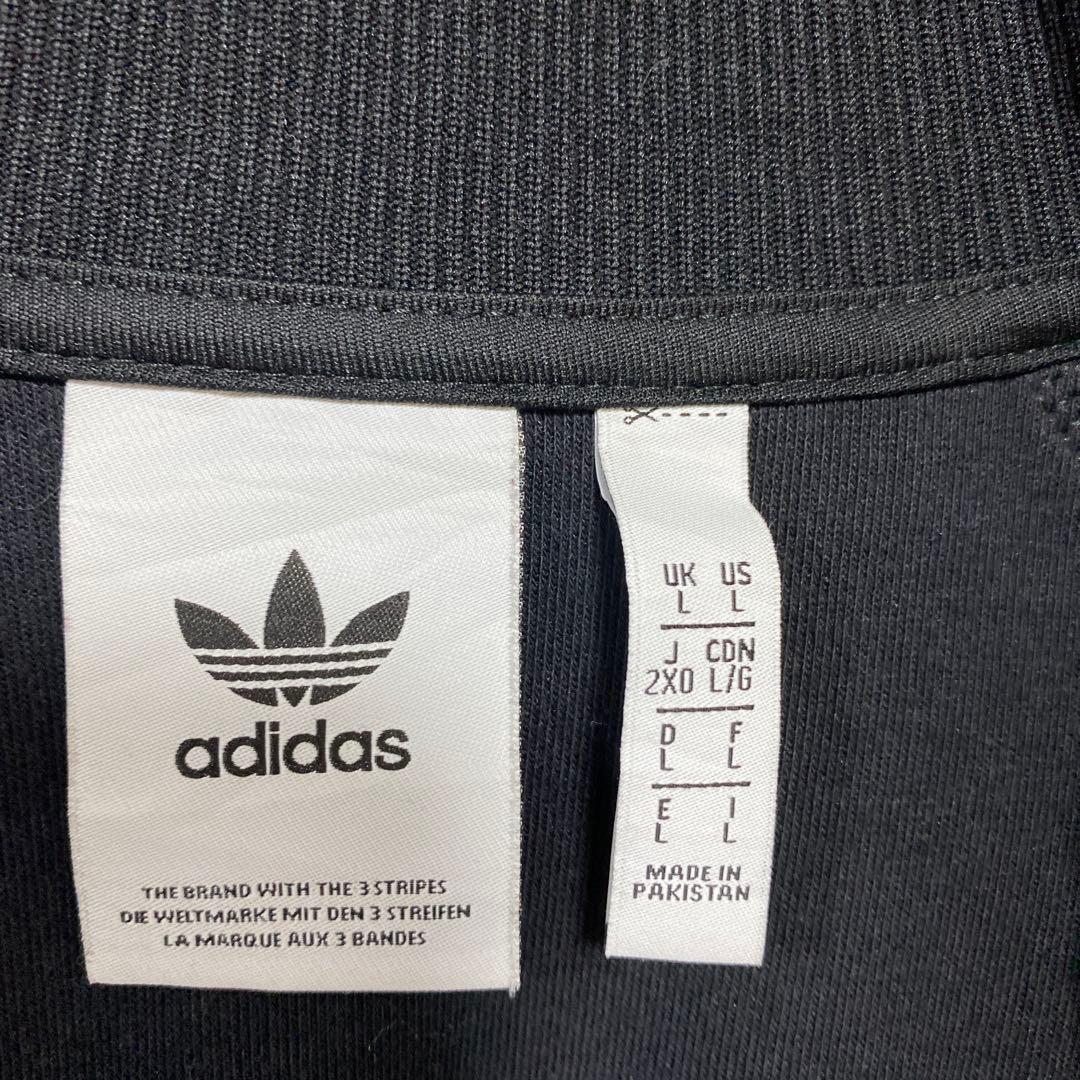 adidas
THE BRAND WITH THE 3 STRIPES
DIE WELTMARKE MIT DEN 3 STREIFEN
LA MARQUE AUX 3 BANDES
UK US
L L
J CDN
2XO L/G
D F
L L
E I
L L
MADE IN
PAKISTAN